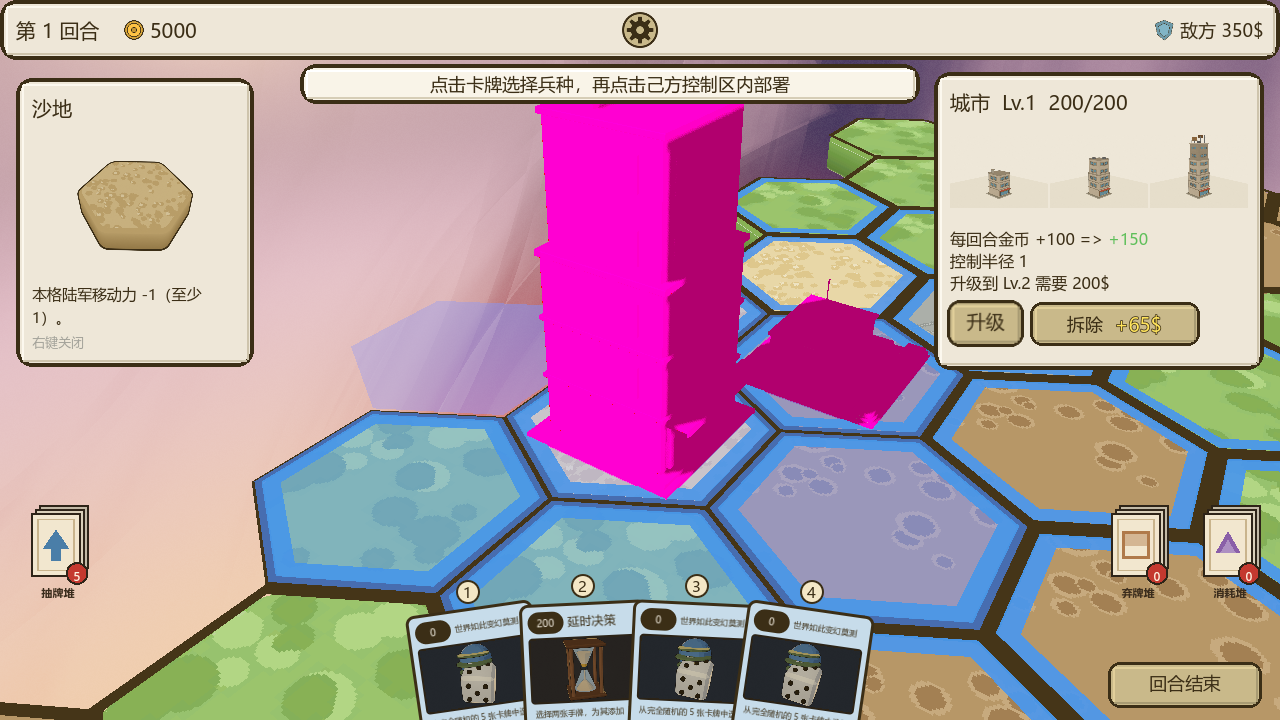 第 1 回合
5000
敌方 350$
点击卡牌选择兵种，再点击己方控制区内部署
沙地
本格陆军移动力 -1（至少
1）。
右键关闭
城市 Lv.1 200/200
每回合金币 +100 => +150
控制半径 1
升级到 Lv.2 需要 200$
升级
拆除 +65$
5
抽牌堆
0
弃牌堆
0
消耗堆
1
0
世界如此变幻莫测
2
200 延时决策
选择两张手牌，为其添加
3
0
世界如此变幻莫测
从完全随机的 5 张卡牌中
4
0
世界如此变幻莫测
从完全随机的 5 张卡牌中选
回合结束